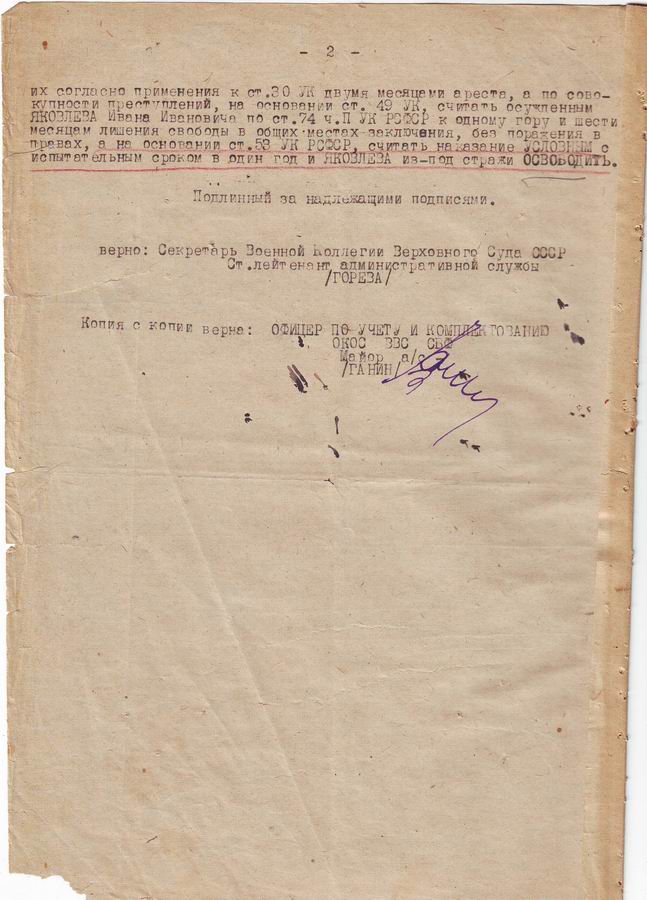 - 2 -
их согласно применения к ст.30 УК двумя месяцами ареста, а по сово-
купности преступлений, на основании ст. 49 УК, считать осужденным
ЯКОВЛЕВА Ивана Ивановича по ст.74 ч.П УК РСФСР к одному гору и шести
месяцам лишения свободы в общих местах заключения, без поражения в
правах, а на основании ст.53 УК РСФСР, считать наказание УСЛОВНЫМ с
испытательным сроком в один год и ЯКОВЛЕВА из-под стражи ОСВОБОДИТЬ.
Подлинный за надлежащими подписями.
верно: Секретарь Военной Коллегии Верховного Суда СССР
Ст.лейтенант административной службы
/ГОРЕВА/
Копия с копии верна: ОФИЦЕР ПО УЧЕТУ И КОМПЛЕКТОВАНИЮ
ОКОС ВВС СБФ
Майор а/с
/ГАНИН/